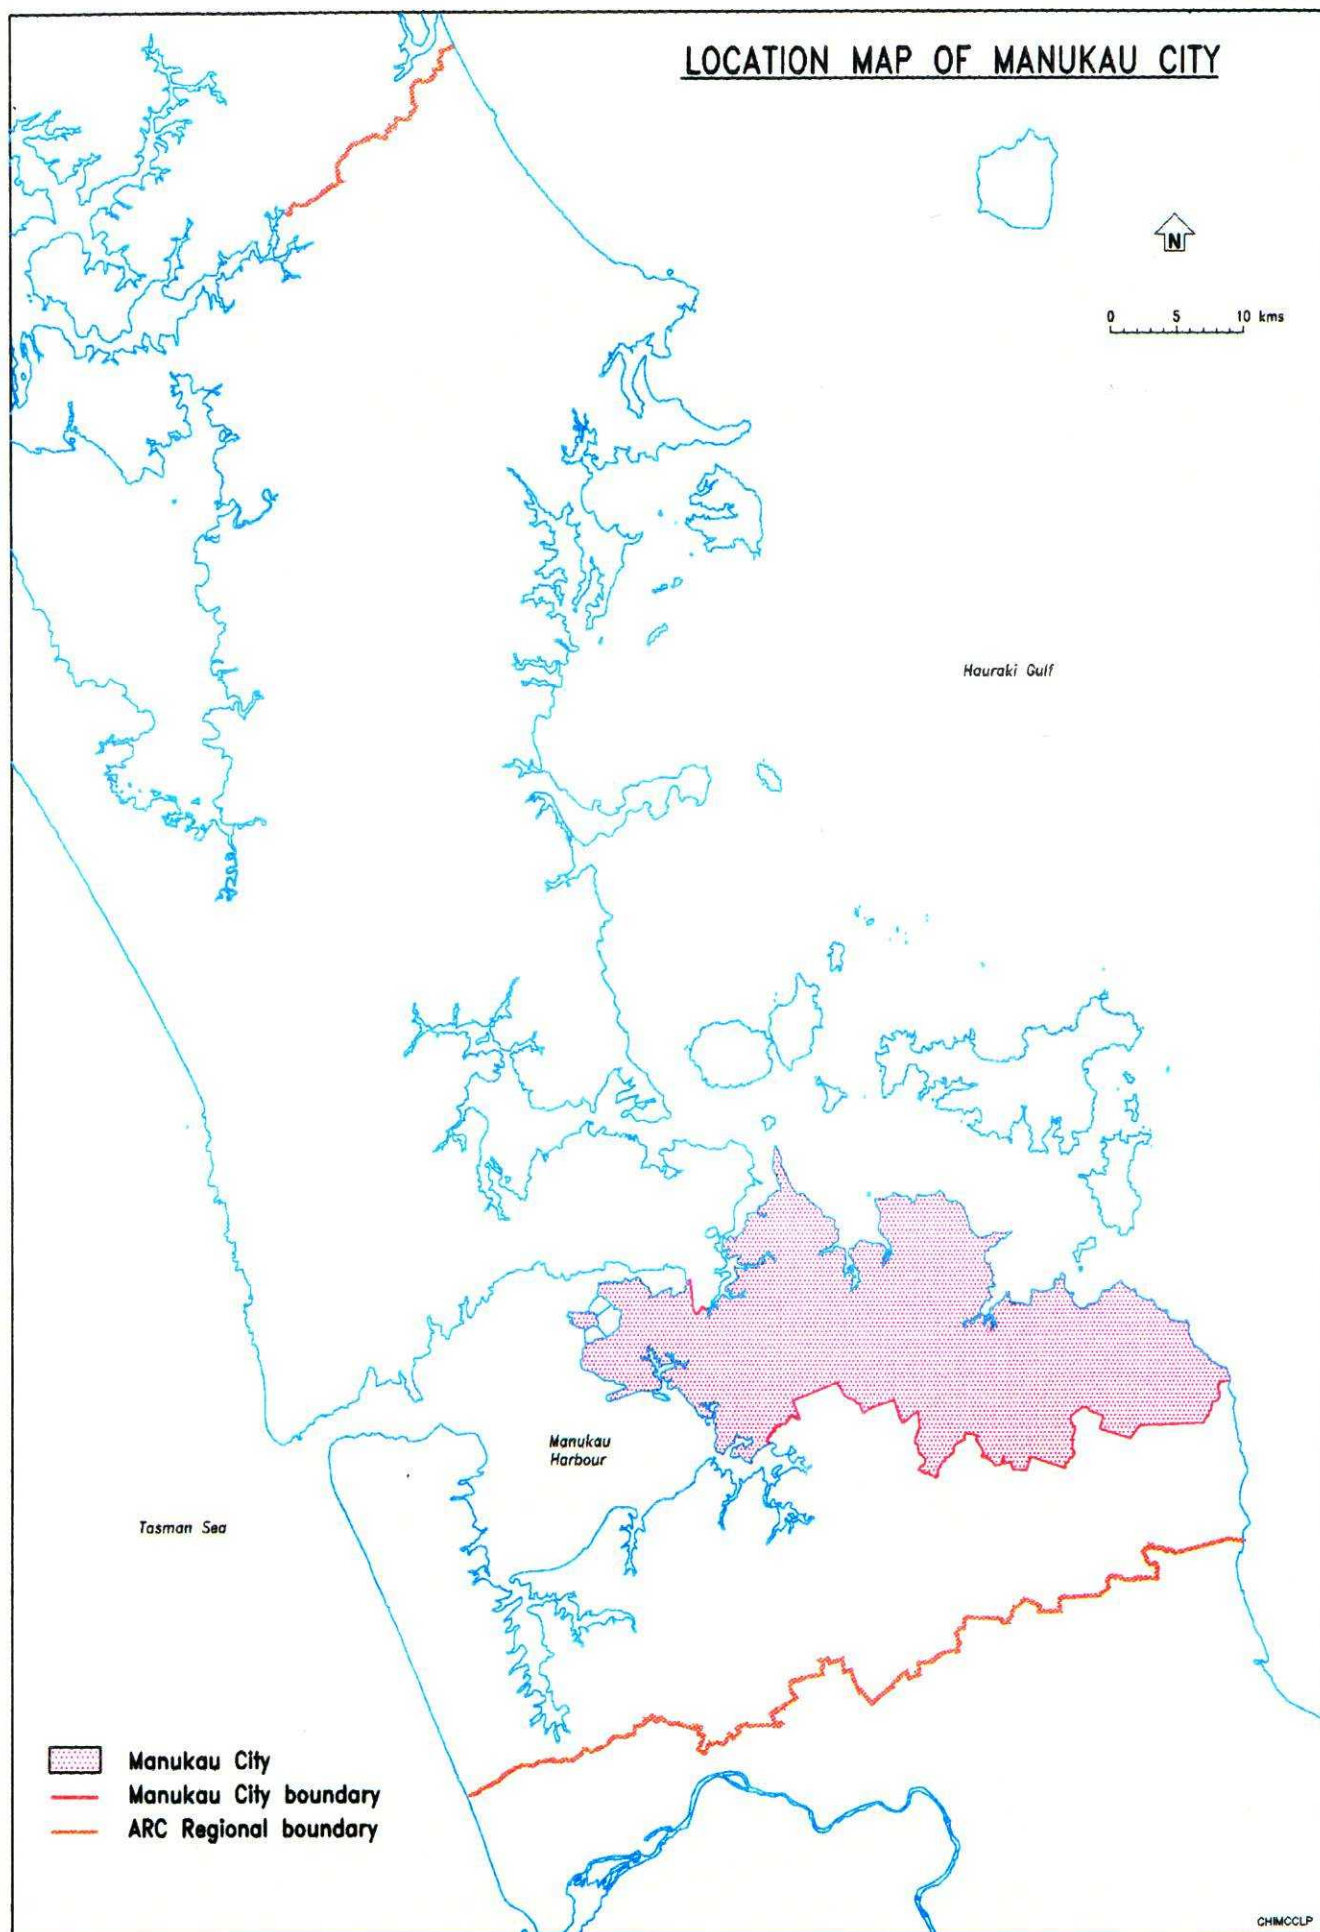 LOCATION MAP OF MANUKAU CITY
N
0 5 10 kms
Hauraki Gulf
Manukau
Harbour
Tasman Sea
Manukau City
Manukau City boundary
ARC Regional boundary
CHIMCCLP